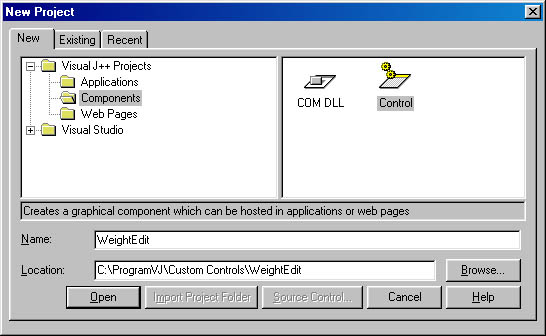 New Project
New Existing Recent
Visual J++ Projects
Applications
Components
Web Pages
Visual Studio
COM DLL Control
Creates a graphical component which can be hosted in applications or web pages
Name: WeightEdit
Location: C:\ProgramVJ\Custom Controls\WeightEdit Browse...
Open Import Project Folder Source Control... Cancel Help